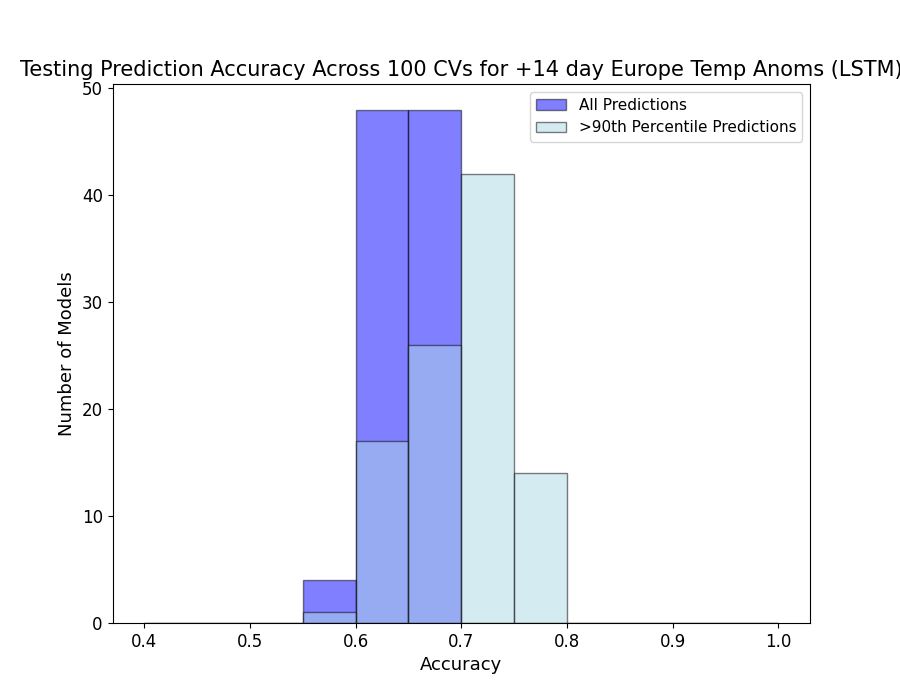 Testing Prediction Accuracy Across 100 CVs for +14 day Europe Temp Anoms (LSTM)
All Predictions
>90th Percentile Predictions
50
40
30
20
10
0
Number of Models
0.4 0.5 0.6 0.7 0.8 0.9 1.0
Accuracy